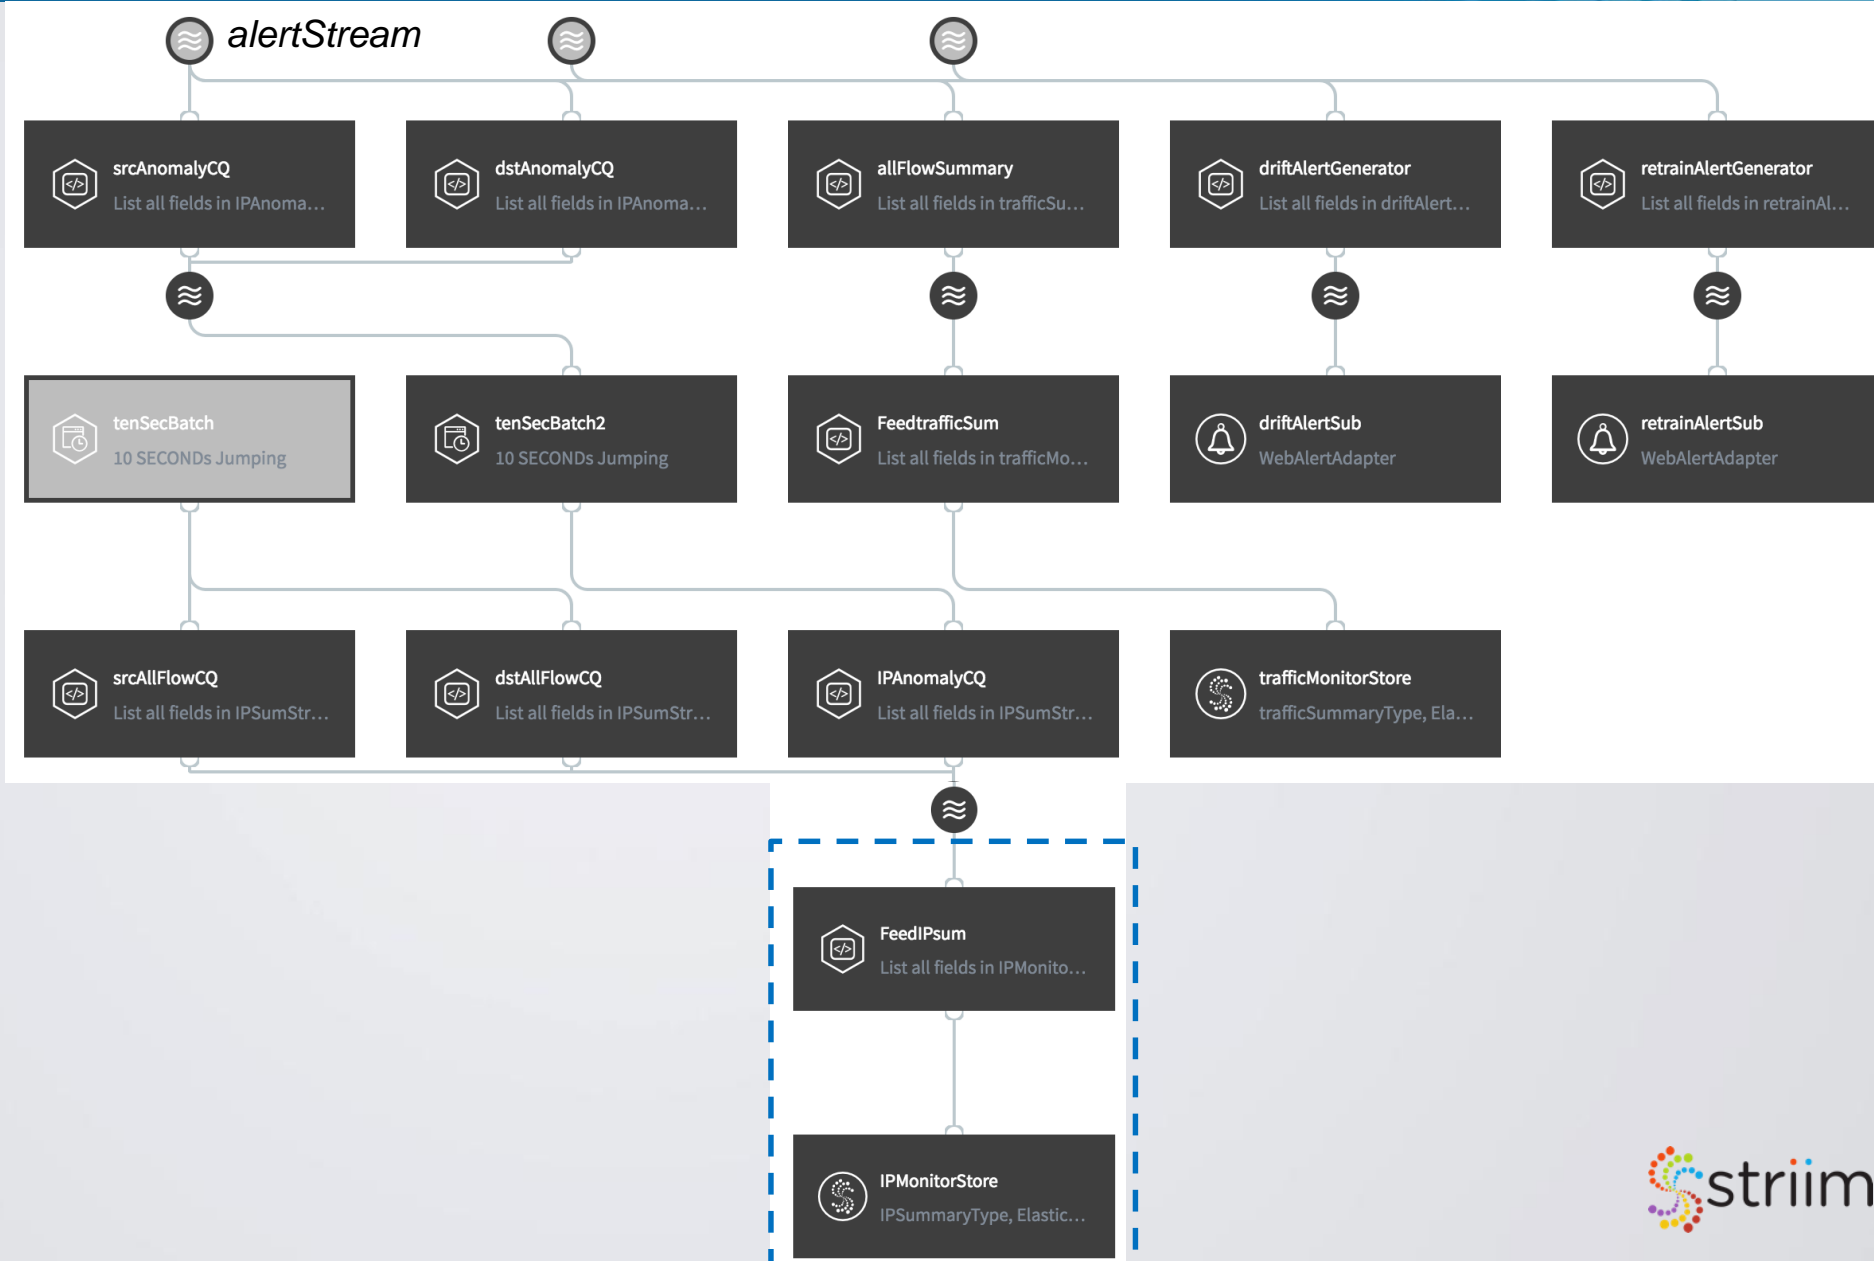 alertStream
srcAnomalyCQ
List all fields in IPAnoma...
dstAnomalyCQ
List all fields in IPAnoma...
allFlowSummary
List all fields in trafficSu...
driftAlertGenerator
List all fields in driftAlert...
retrainAlertGenerator
List all fields in retrainAl...
tenSecBatch
10 SECONDs Jumping
tenSecBatch2
10 SECONDs Jumping
FeedtrafficSum
List all fields in trafficMo...
driftAlertSub
WebAlertAdapter
retrainAlertSub
WebAlertAdapter
srcAllFlowCQ
List all fields in IPSumStr...
dstAllFlowCQ
List all fields in IPSumStr...
IPAnomalyCQ
List all fields in IPSumStr...
trafficMonitorStore
trafficSummaryType, Ela...
FeedIPsum
List all fields in IPMonito...
IPMonitorStore
IPSummaryType, Elastic...
striim